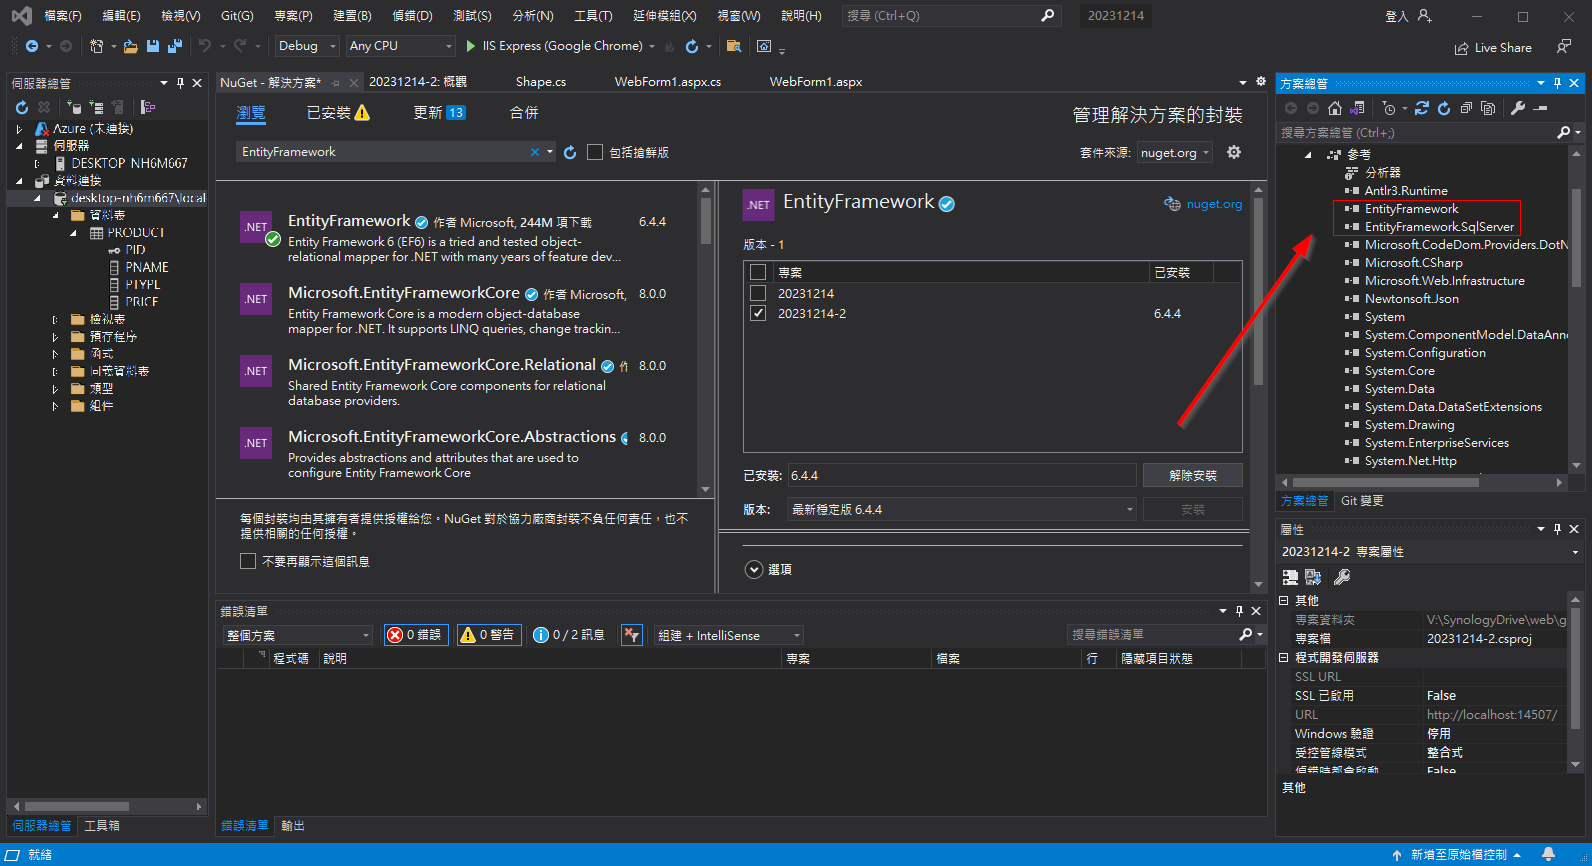 檔案(F) 編輯(E) 檢視(V) Git(G) 專案(P) 建置(B) 偵錯(D) 測試(S) 分析(N) 工具(T) 延伸模組(X) 視窗(W) 說明(H) 搜尋 (Ctrl+Q) 20231214 登入
Debug Any CPU IIS Express (Google Chrome) Live Share
伺服器總管
Azure (未連接)
伺服器
DESKTOP-NH6M667
資料連接
desktop-nh6m667\local
資料表
PRODUCT
PID
PNAME
PTYPE
PRICE
檢視表
預存程序
函式
同義資料表
類型
組件
伺服器總管 工具箱
NuGet - 解決方案* 20231214-2: 概觀 Shape.cs WebForm1.aspx.cs WebForm1.aspx
瀏覽 已安裝 更新 13 合併
管理解決方案的封裝
EntityFramework 包括搶鮮版
套件來源: nuget.org
.NET EntityFramework 作者 Microsoft, 244M 項下載 6.4.4
Entity Framework 6 (EF6) is a tried and tested object-
relational mapper for .NET with many years of feature dev...
.NET Microsoft.EntityFrameworkCore 作者 Microsoft, 8.0.0
Entity Framework Core is a modern object-database
mapper for .NET. It supports LINQ queries, change trackin...
.NET Microsoft.EntityFrameworkCore.Relational 8.0.0
Shared Entity Framework Core components for relational
database providers.
.NET Microsoft.EntityFrameworkCore.Abstractions 8.0.0
Provides abstractions and attributes that are used to
configure Entity Framework Core
每個封裝均由其擁有者提供授權給您。NuGet 對於協力廠商封裝不負任何責任，也不
提供相關的任何授權。
不要再顯示這個訊息
.NET EntityFramework nuget.org
版本 - 1
專案 已安裝
20231214
20231214-2 6.4.4
已安裝: 6.4.4 解除安裝
版本: 最新穩定版 6.4.4 安裝
選項
錯誤清單
整個方案 0 錯誤 0 警告 0 / 2 訊息 組建 + IntelliSense 搜尋錯誤清單
程式碼 說明 專案 檔案 行 隱藏項目狀態
錯誤清單 輸出
方案總管
搜尋方案總管 (Ctrl+;)
參考
分析器
Antlr3.Runtime
EntityFramework
EntityFramework.SqlServer
Microsoft.CodeDom.Providers.DotN
Microsoft.CSharp
Microsoft.Web.Infrastructure
Newtonsoft.Json
System
System.ComponentModel.DataAnno
System.Configuration
System.Core
System.Data
System.Data.DataSetExtensions
System.Drawing
System.EnterpriseServices
System.Net.Http
方案總管 Git 變更
屬性
20231214-2 專案屬性
其他
專案資料夾 V:\SynologyDrive\web\g
專案檔 20231214-2.csproj
程式開發伺服器
SSL URL
SSL 已啟用 False
URL http://localhost:14507/
Windows 驗證 停用
受控管線模式 整合式
偵錯時都會啟動 False
其他
就緒 新增至原始檔控制